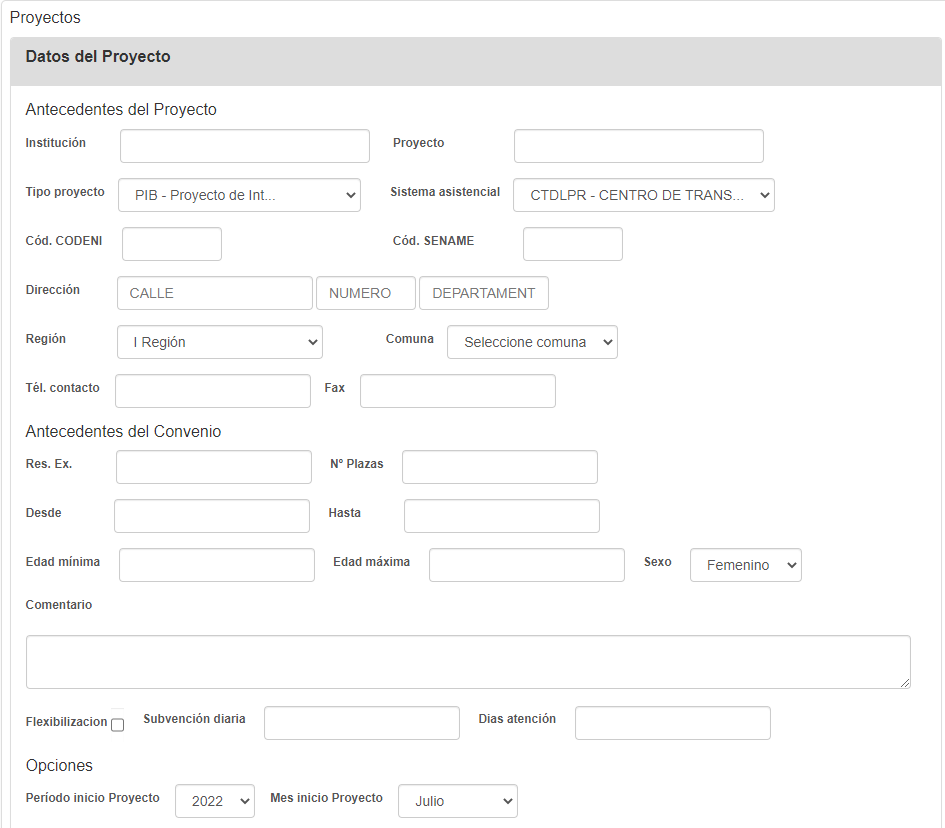 Proyectos
Datos del Proyecto
Antecedentes del Proyecto
Institución Proyecto
Tipo proyecto PIB - Proyecto de Int... Sistema asistencial CTDLPR - CENTRO DE TRANS...
Cód. CODENI Cód. SENAME
Dirección CALLE NUMERO DEPARTAMENT
Región I Región Comuna Seleccione comuna
Tél. contacto Fax
Antecedentes del Convenio
Res. Ex. Nº Plazas
Desde Hasta
Edad mínima Edad máxima Sexo Femenino
Comentario
Flexibilizacion Subvención diaria Dias atención
Opciones
Período inicio Proyecto 2022 Mes inicio Proyecto Julio